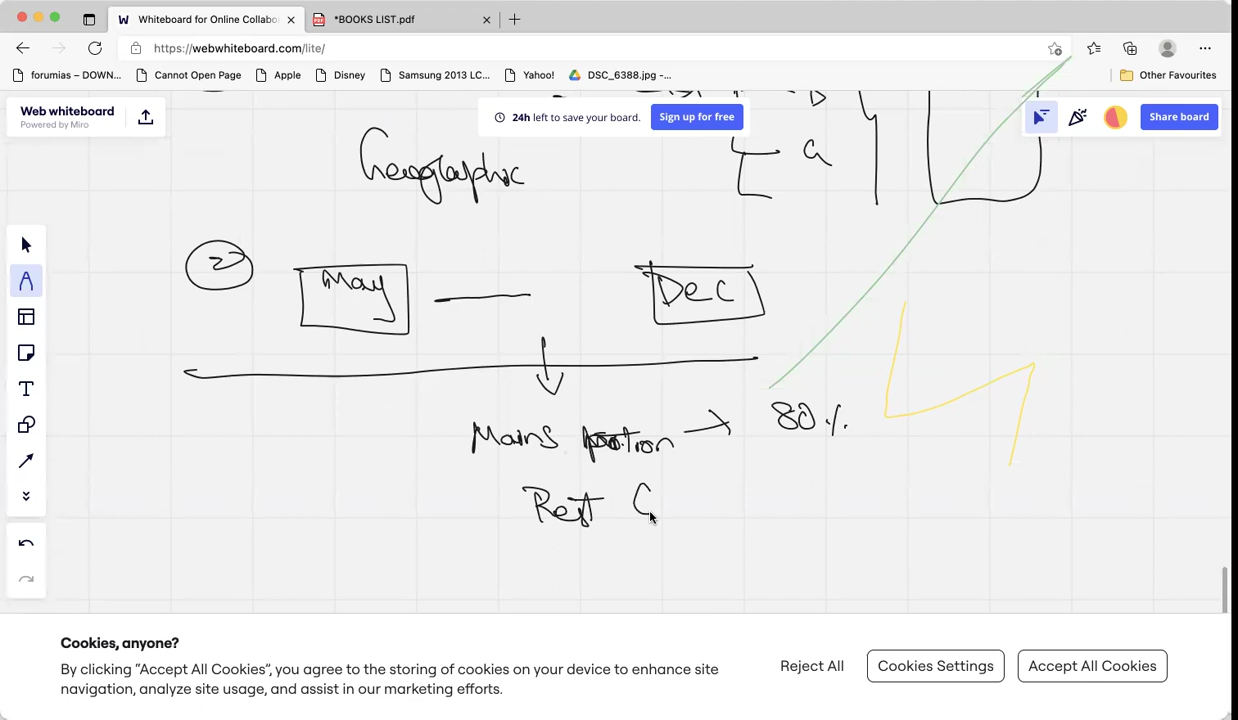 Whiteboard for Online Collabo
*BOOKS LIST.pdf
https://webwhiteboard.com/lite/
forumias – DOWN...
Cannot Open Page
Apple
Disney
Samsung 2013 LC...
Yahoo!
DSC_6388.jpg -...
Other Favourites
Web whiteboard
Powered by Miro
24h left to save your board.
Sign up for free
Share board
Geographic
a
2
May
Dec
Mains portion → 80%
Rest C
Cookies, anyone?
By clicking “Accept All Cookies”, you agree to the storing of cookies on your device to enhance site
navigation, analyze site usage, and assist in our marketing efforts.
Reject All
Cookies Settings
Accept All Cookies